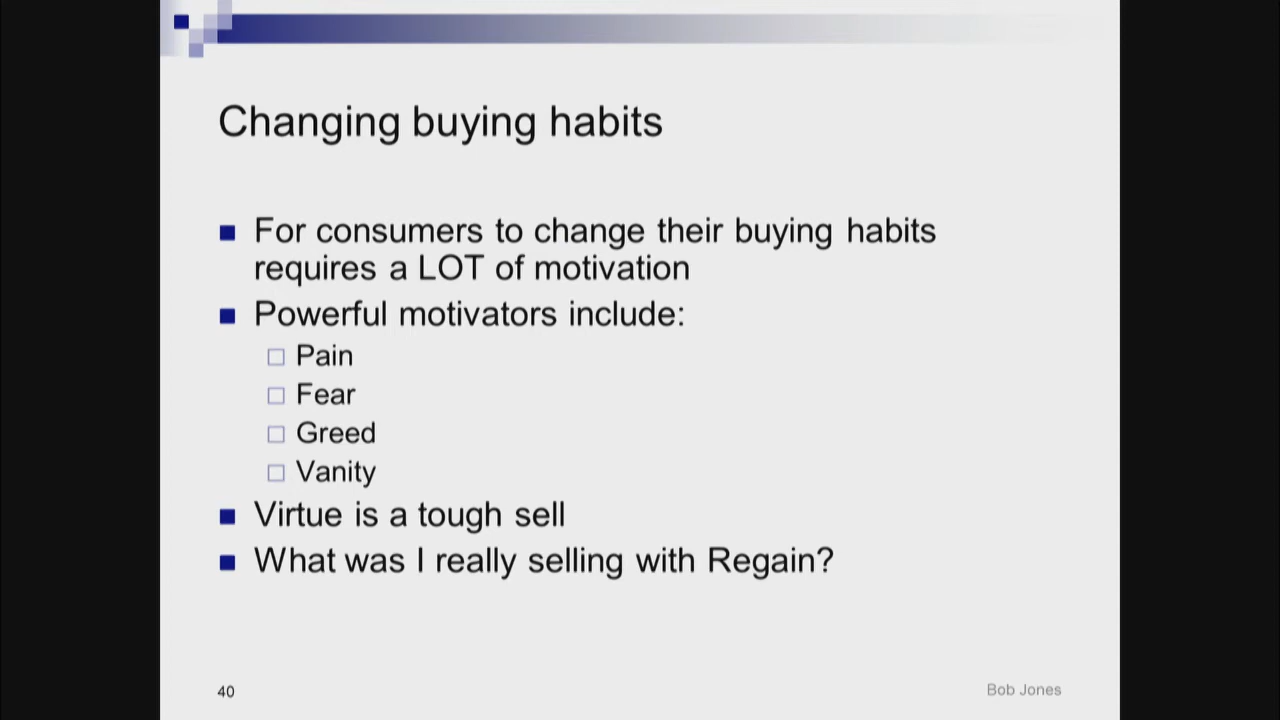 Changing buying habits
For consumers to change their buying habits
requires a LOT of motivation
Powerful motivators include:
Pain
Fear
Greed
Vanity
Virtue is a tough sell
What was I really selling with Regain?
40
Bob Jones